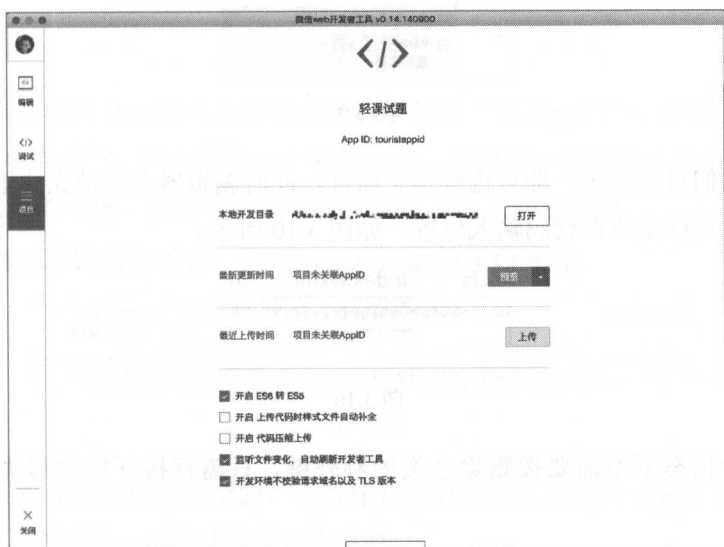 微信web开发者工具 v0.14.140900
</>
轻课试题
App ID: touristappid
编辑
</>
调试
项目
本地开发目录
打开
最新更新时间 项目未关联AppID 预览
最近上传时间 项目未关联AppID 上传
开启 ES6 转 ES5
开启 上传代码时样式文件自动补全
开启 代码压缩上传
监听文件变化，自动刷新开发者工具
开发环境不校验请求域名以及 TLS 版本
关闭